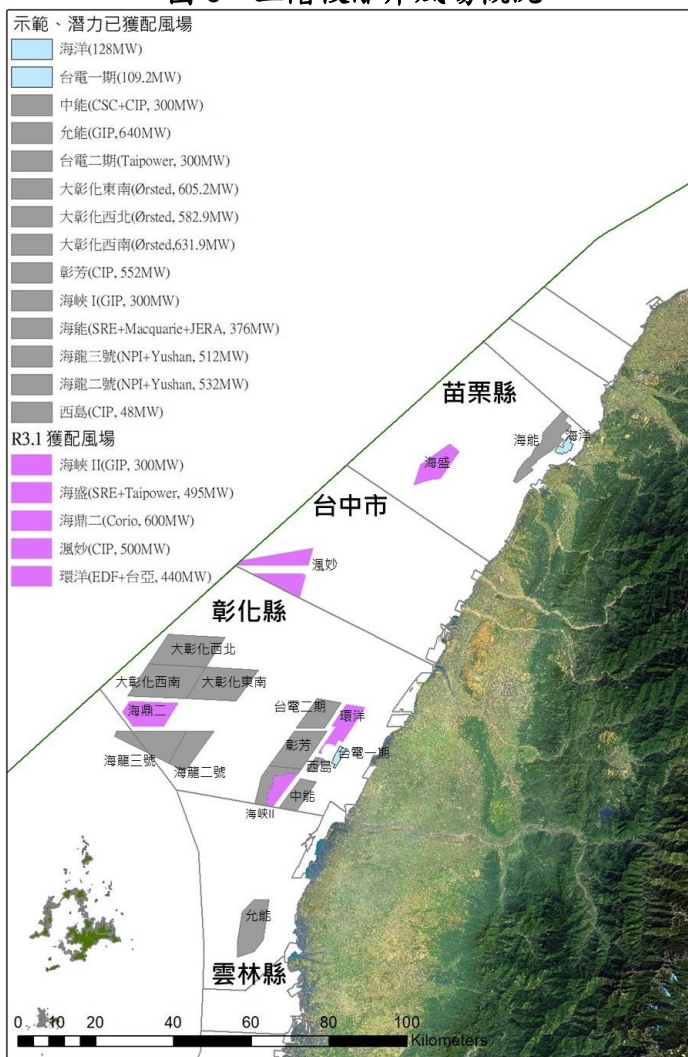 示範、潛力已獲配風場
海洋(128MW)
台電一期(109.2MW)
中能(CSC+CIP, 300MW)
允能(GIP, 640MW)
台電二期(Taipower, 300MW)
大彰化東南(Ørsted, 605.2MW)
大彰化西北(Ørsted, 582.9MW)
大彰化西南(Ørsted,631.9MW)
彰芳(CIP, 552MW)
海峽 I(GIP, 300MW)
海能(SRE+Macquarie+JERA, 376MW)
海龍三號(NPI+Yushan, 512MW)
海龍二號(NPI+Yushan, 532MW)
西島(CIP, 48MW)
R3.1 獲配風場
海峽 II(GIP, 300MW)
海盛(SRE+Taipower, 495MW)
海鼎二(Corio, 600MW)
渢妙(CIP, 500MW)
環洋(EDF+台亞, 440MW)
苗栗縣
海能
海洋
海盛
台中市
渢妙
彰化縣
大彰化西北
大彰化西南
大彰化東南
海鼎二
台電二期
環洋
海龍三號
海龍二號
彰芳
台電一期
西島
中能
海峽II
允能
雲林縣
0 10 20 40 60 80 100
Kilometers